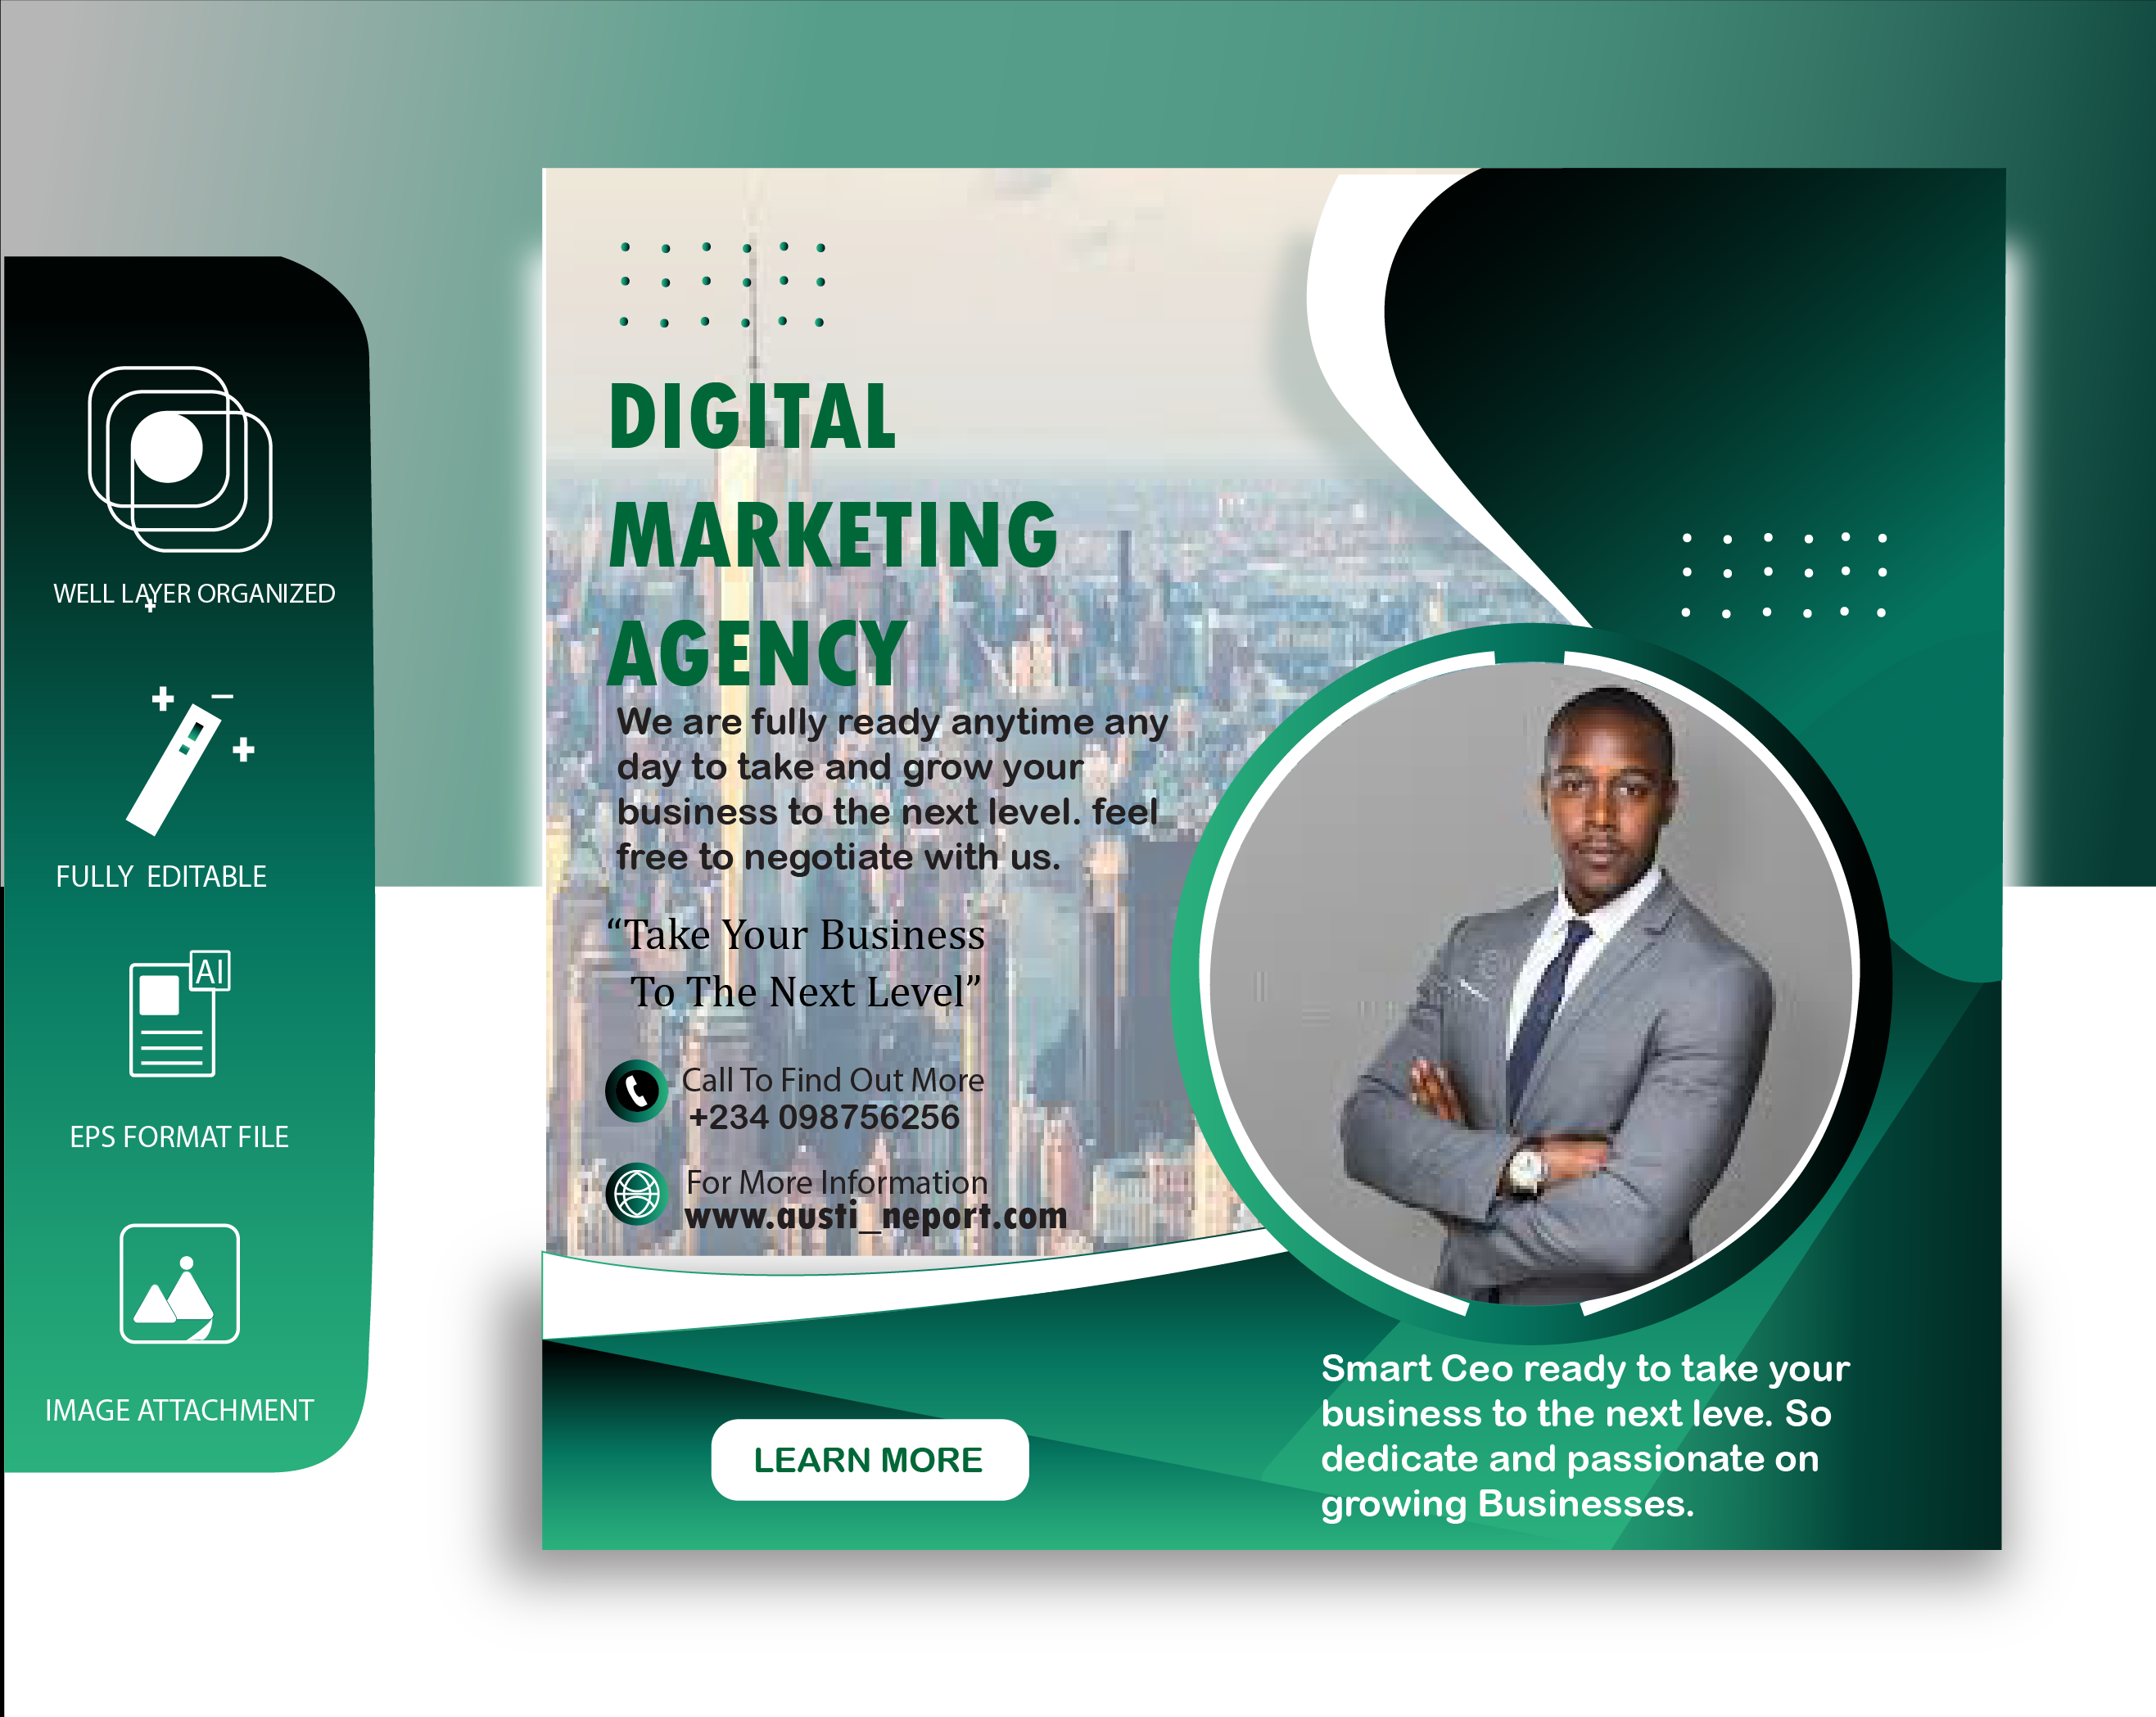 WELL LAYER ORGANIZED
FULLY EDITABLE
AI
EPS FORMAT FILE
IMAGE ATTACHMENT
DIGITAL
MARKETING
AGENCY
We are fully ready anytime any
day to take and grow your
business to the next level. feel
free to negotiate with us.
“Take Your Business
To The Next Level”
Call To Find Out More
+234 098756256
For More Information
www.austi_neport.com
LEARN MORE
Smart Ceo ready to take your
business to the next leve. So
dedicate and passionate on
growing Businesses.